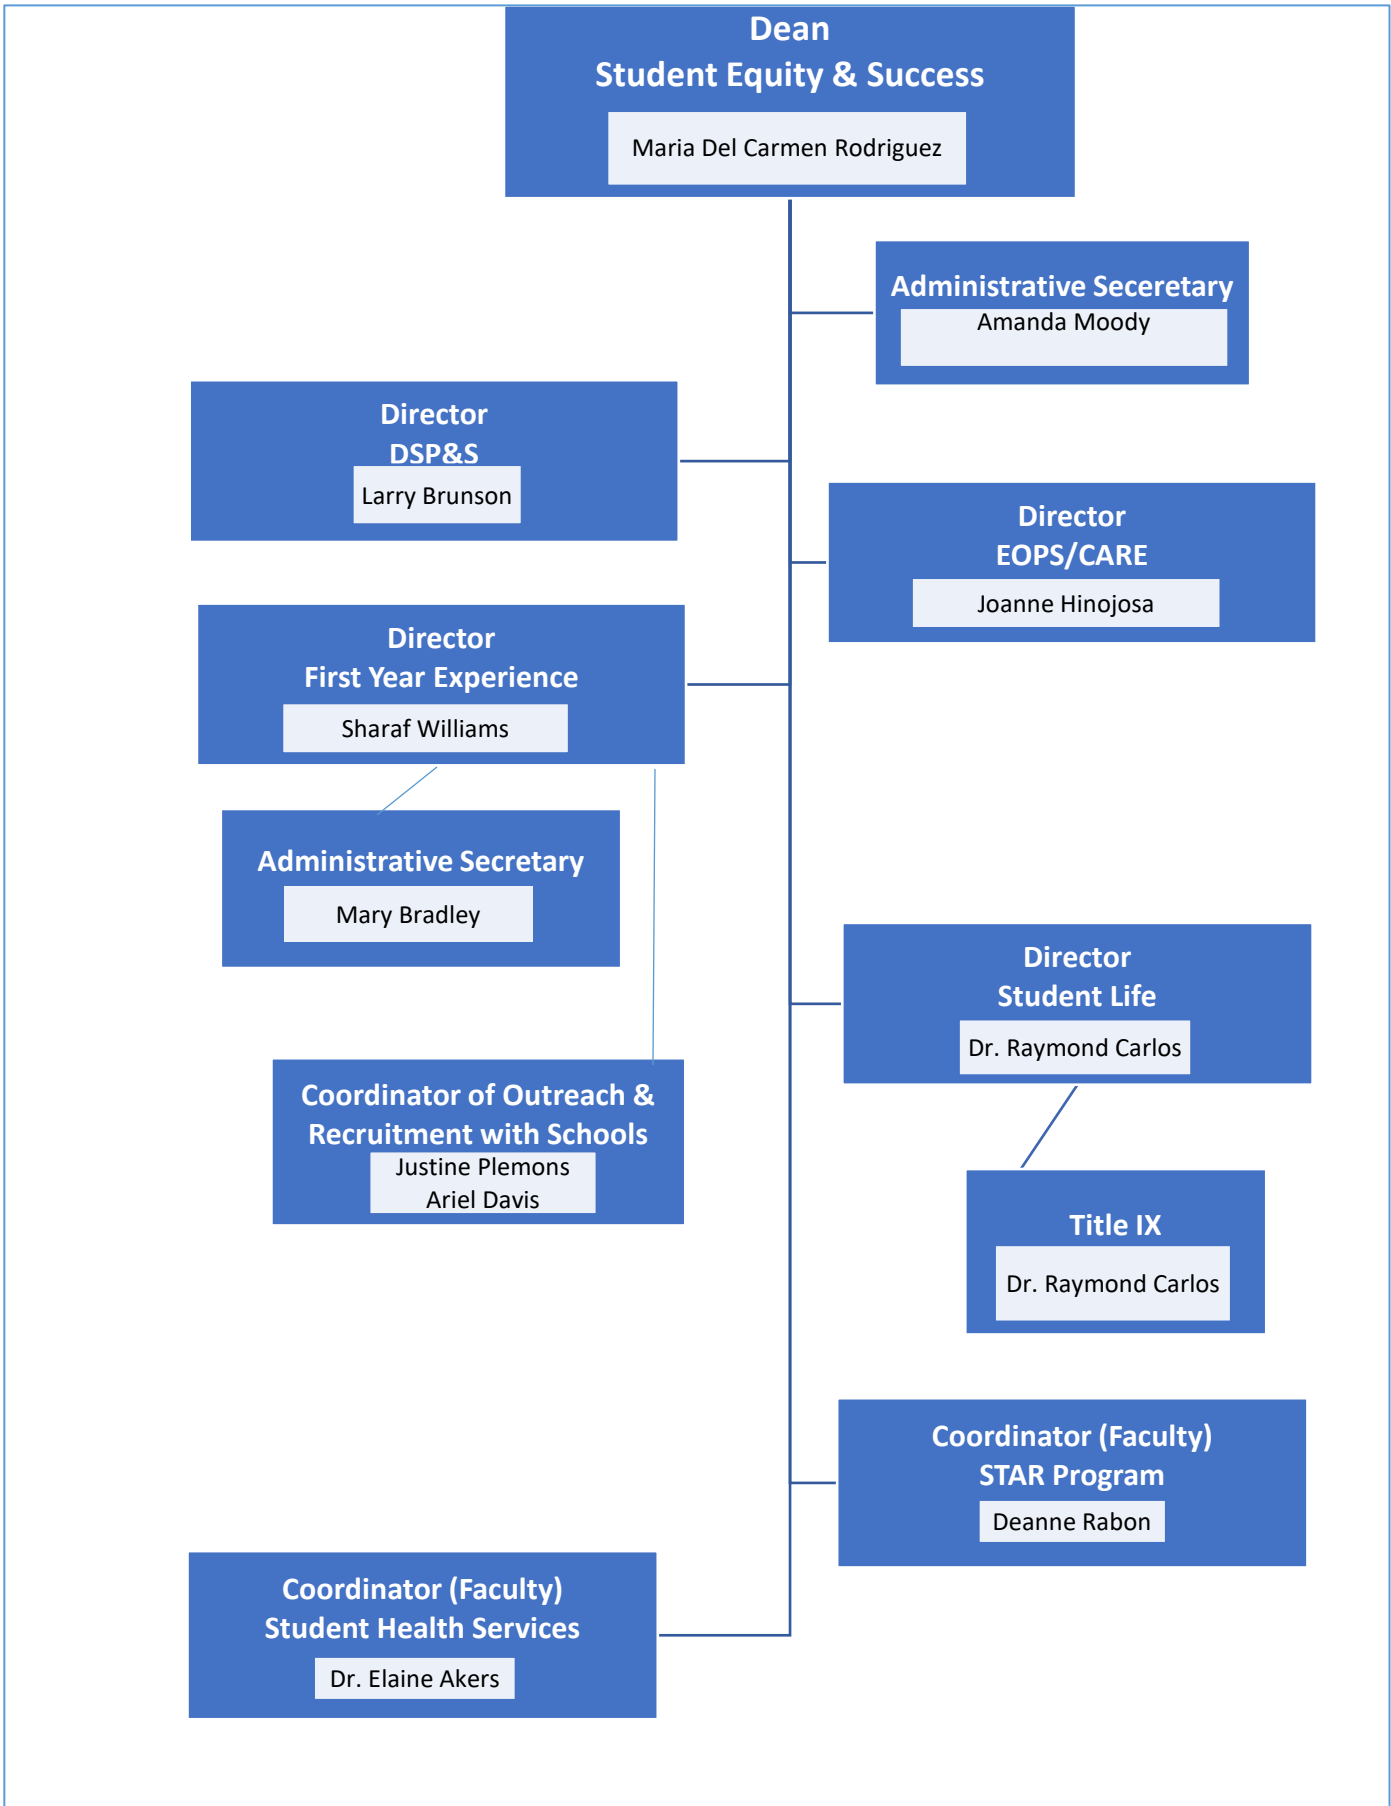 Dean
Student Equity & Success
Maria Del Carmen Rodriguez
Administrative Seceretary
Amanda Moody
Director
DSP&S
Larry Brunson
Director
EOPS/CARE
Joanne Hinojosa
Director
First Year Experience
Sharaf Williams
Administrative Secretary
Mary Bradley
Director
Student Life
Dr. Raymond Carlos
Coordinator of Outreach &
Recruitment with Schools
Justine Plemons
Ariel Davis
Title IX
Dr. Raymond Carlos
Coordinator (Faculty)
STAR Program
Deanne Rabon
Coordinator (Faculty)
Student Health Services
Dr. Elaine Akers